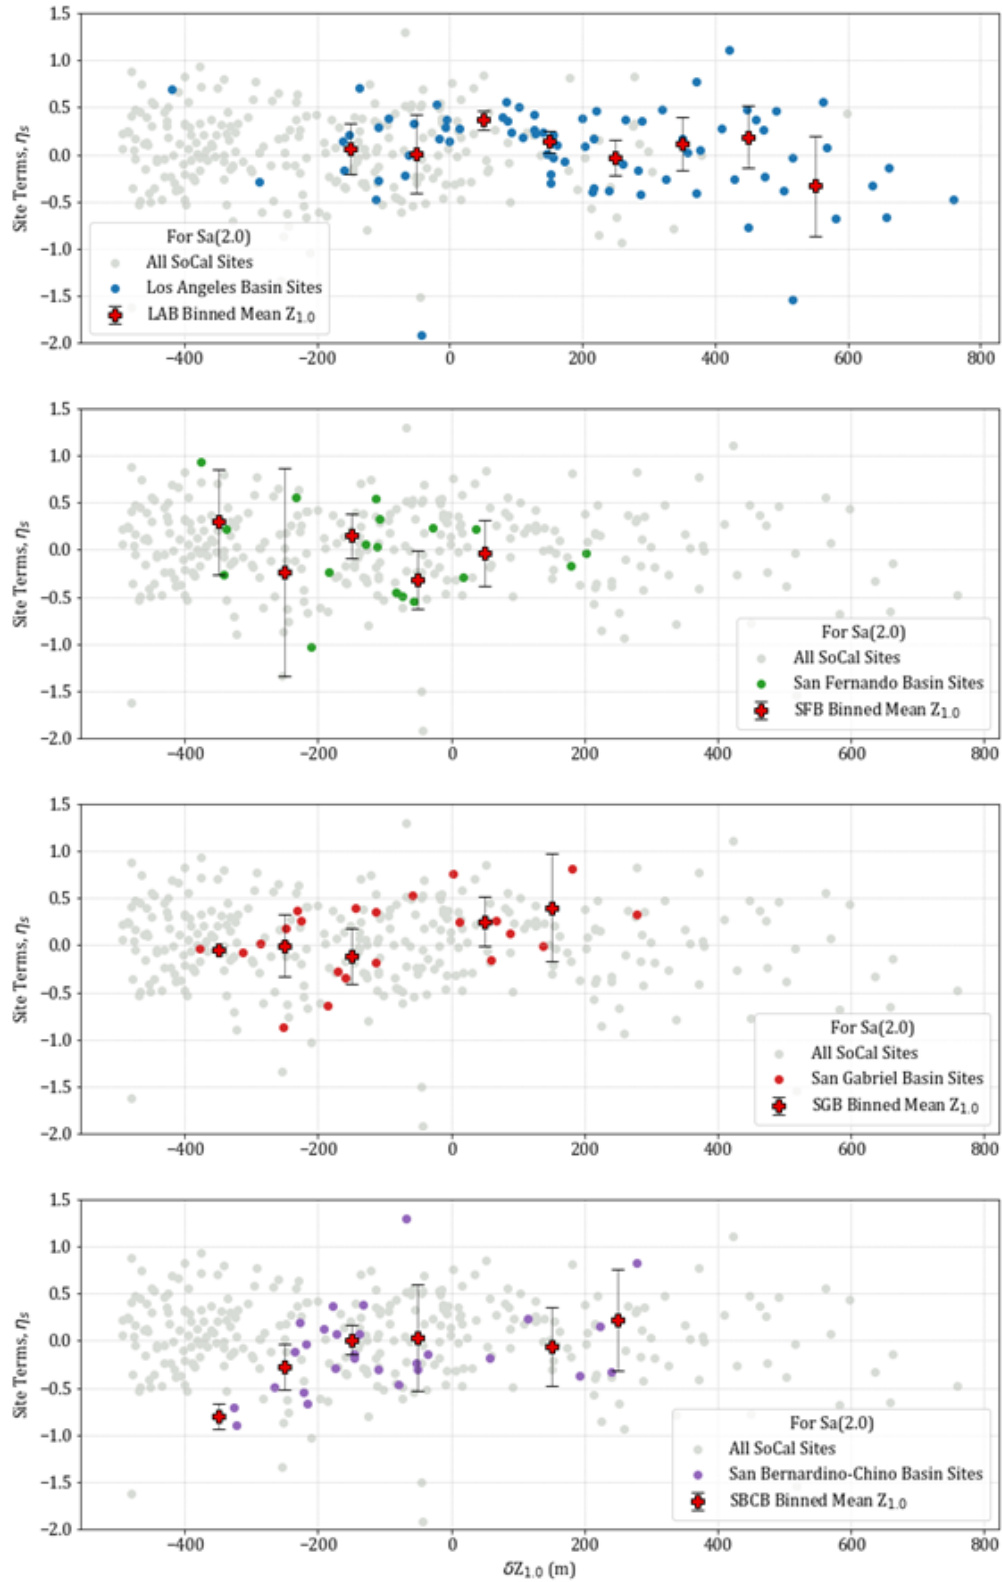 1.5
1.0
0.5
0.0
−0.5
−1.0
−1.5
−2.0
Site Terms, ηs
For Sa(2.0)
All SoCal Sites
Los Angeles Basin Sites
LAB Binned Mean Z1.0
−400 −200 0 200 400 600 800
1.5
1.0
0.5
0.0
−0.5
−1.0
−1.5
−2.0
Site Terms, ηs
For Sa(2.0)
All SoCal Sites
San Fernando Basin Sites
SFB Binned Mean Z1.0
−400 −200 0 200 400 600 800
1.5
1.0
0.5
0.0
−0.5
−1.0
−1.5
−2.0
Site Terms, ηs
For Sa(2.0)
All SoCal Sites
San Gabriel Basin Sites
SGB Binned Mean Z1.0
−400 −200 0 200 400 600 800
1.5
1.0
0.5
0.0
−0.5
−1.0
−1.5
−2.0
Site Terms, ηs
For Sa(2.0)
All SoCal Sites
San Bernardino-Chino Basin Sites
SBCB Binned Mean Z1.0
−400 −200 0 200 400 600 800
δZ1.0 (m)